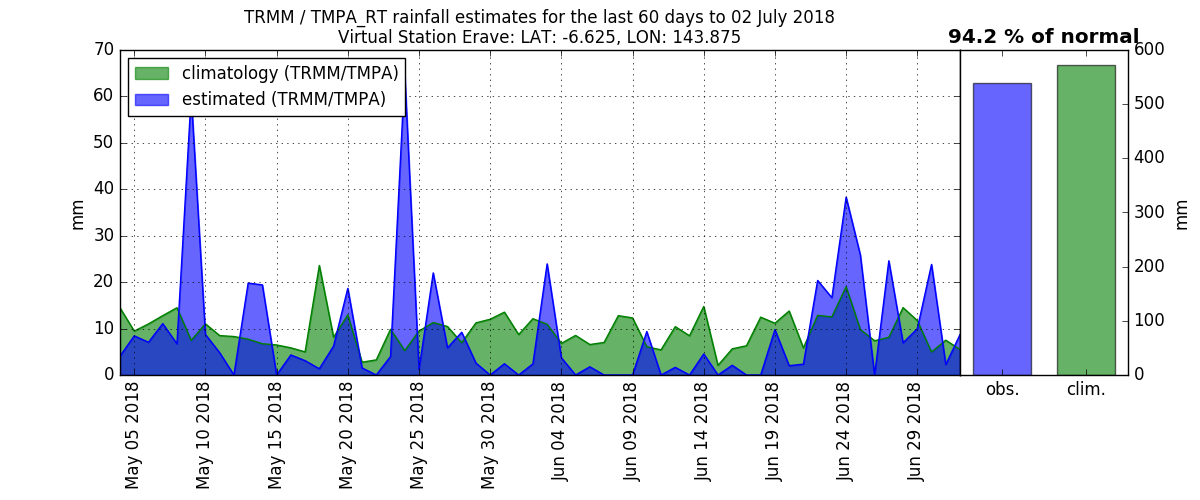 TRMM / TMPA_RT rainfall estimates for the last 60 days to 02 July 2018
Virtual Station Erave: LAT: -6.625, LON: 143.875
94.2 % of normal
climatology (TRMM/TMPA)
estimated (TRMM/TMPA)
70
60
50
40
30
20
10
0
mm
May 05 2018
May 10 2018
May 15 2018
May 20 2018
May 25 2018
May 30 2018
Jun 04 2018
Jun 09 2018
Jun 14 2018
Jun 19 2018
Jun 24 2018
Jun 29 2018
obs.
clim.
600
500
400
300
200
100
0
mm